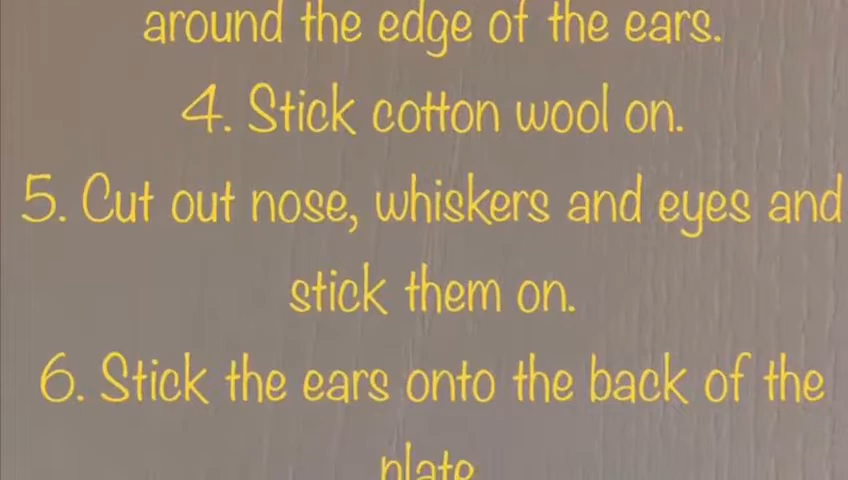 around the edge of the ears.
4. Stick cotton wool on.
5. Cut out nose, whiskers and eyes and
stick them on.
6. Stick the ears onto the back of the
plate